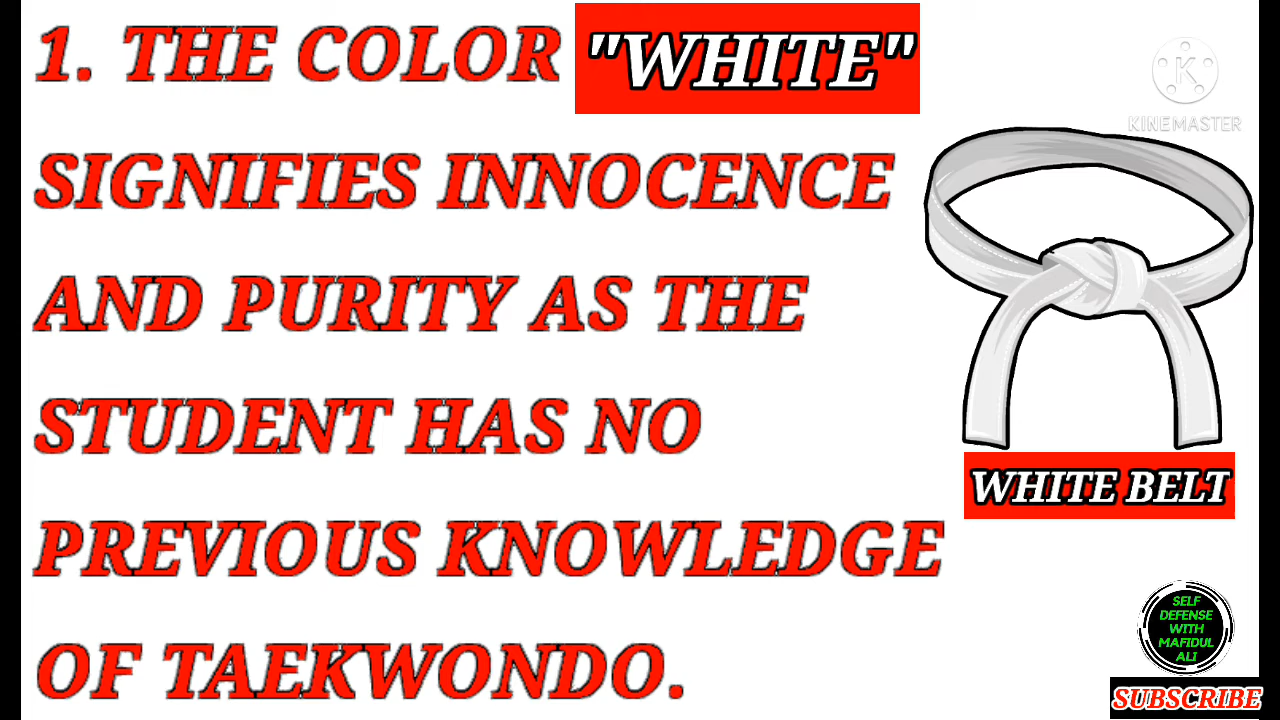 1. THE COLOR "WHITE"
SIGNIFIES INNOCENCE
AND PURITY AS THE
STUDENT HAS NO
PREVIOUS KNOWLEDGE
OF TAEKWONDO.
K
KINEMASTER
WHITE BELT
SELF
DEFENSE
WITH
MAFIDUL
ALI
SUBSCRIBE